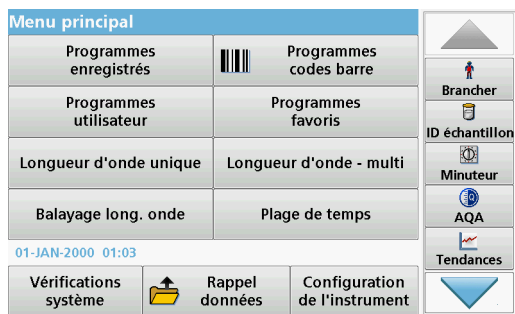 Menu principal
Programmes
enregistrés
Programmes
codes barre
Programmes
utilisateur
Programmes
favoris
Longueur d'onde unique
Longueur d'onde - multi
Balayage long. onde
Plage de temps
01-JAN-2000 01:03
Vérifications
système
Rappel
données
Configuration
de l'instrument
Brancher
ID échantillon
Minuteur
AQA
Tendances